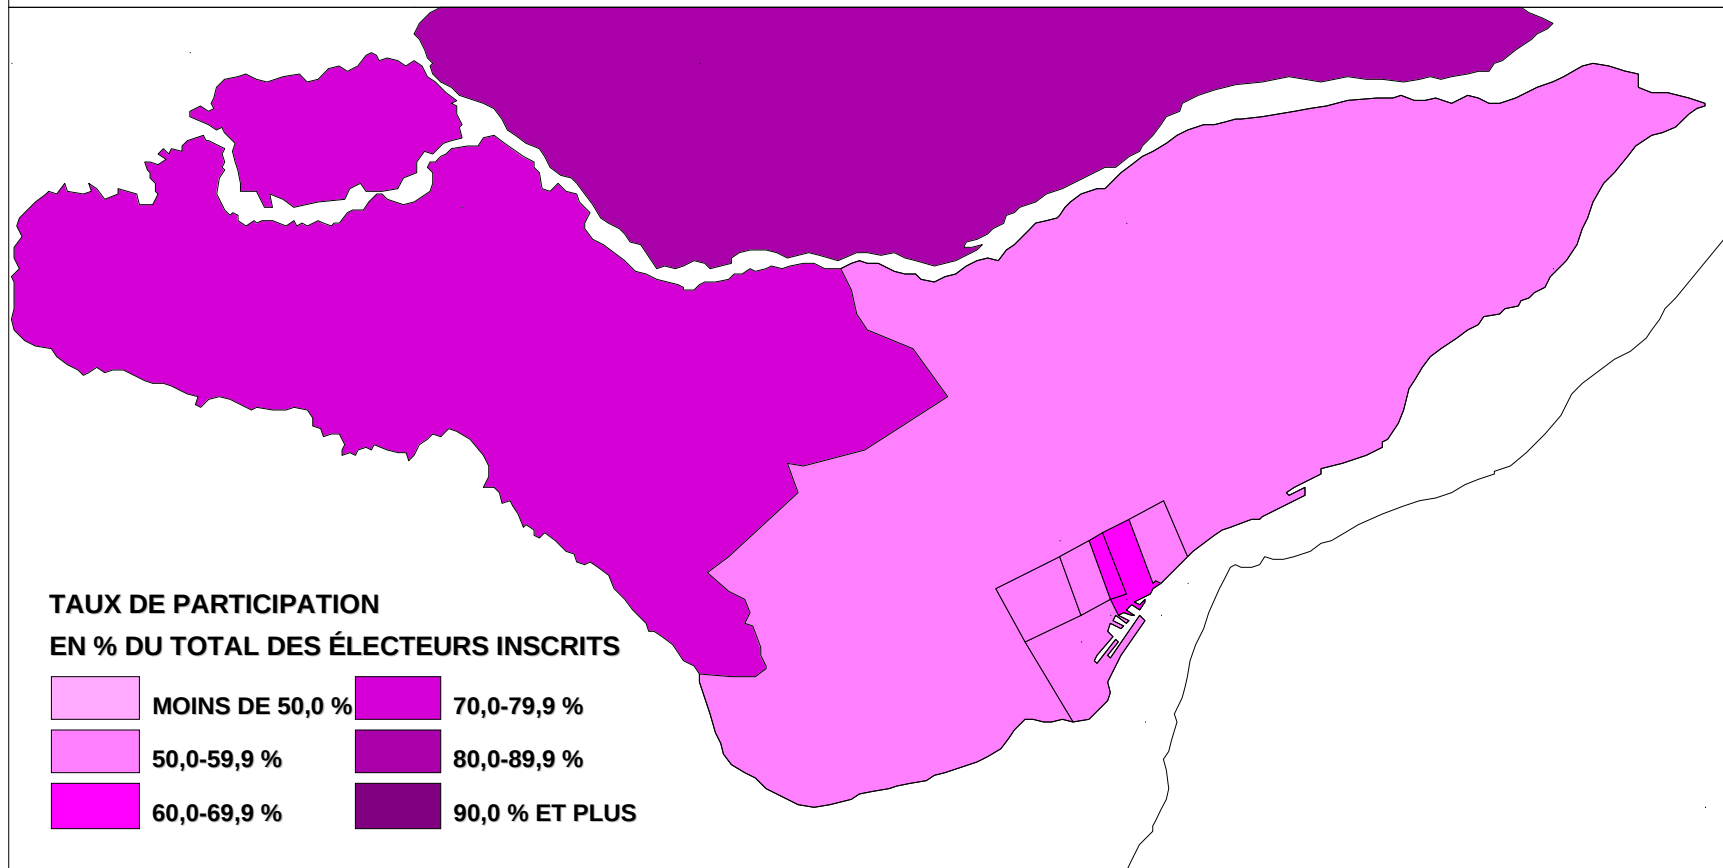 TAUX DE PARTICIPATION
EN % DU TOTAL DES ÉLECTEURS INSCRITS
MOINS DE 50,0 %
50,0-59,9 %
60,0-69,9 %
70,0-79,9 %
80,0-89,9 %
90,0 % ET PLUS